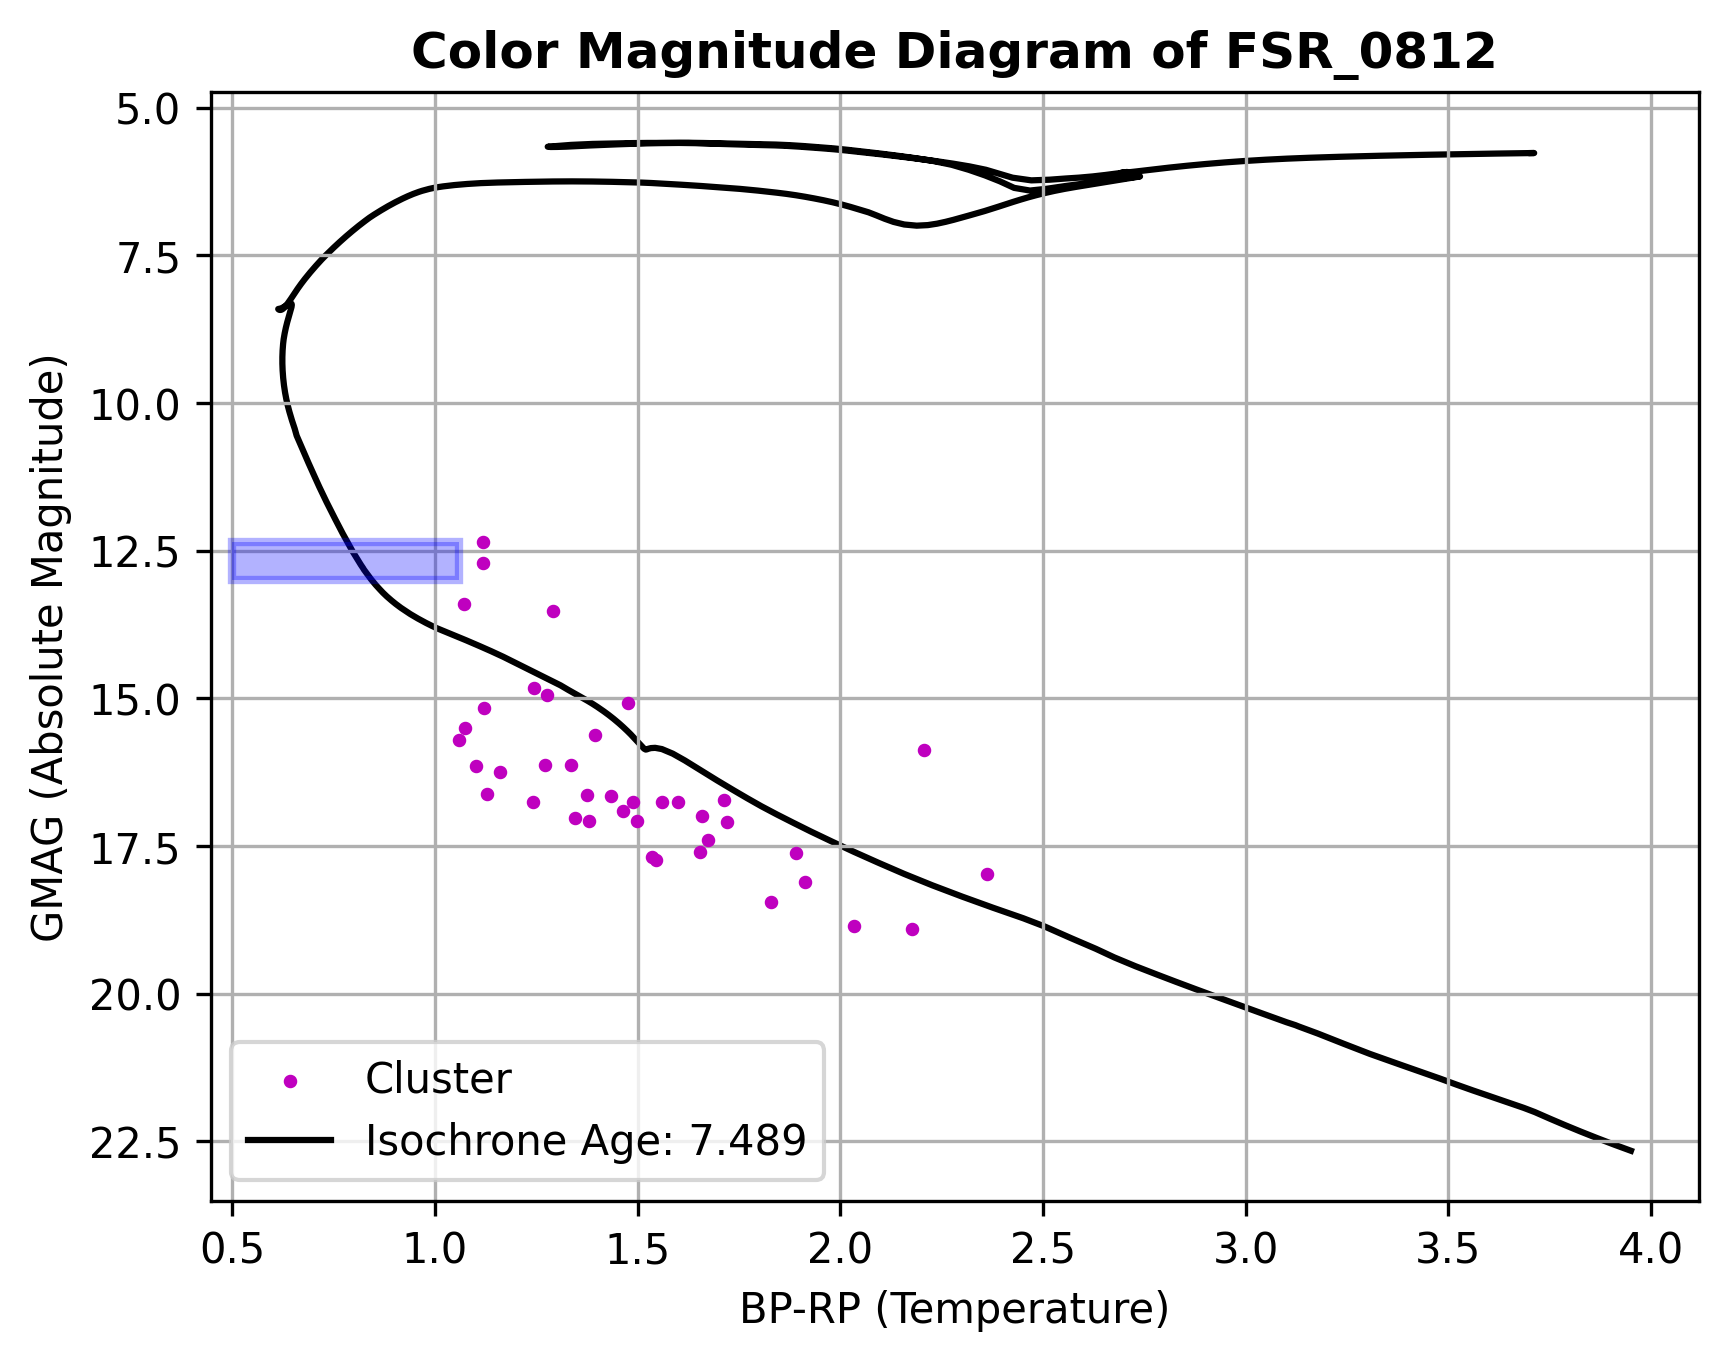 Color Magnitude Diagram of FSR_0812
GMAG (Absolute Magnitude)
5.0
7.5
10.0
12.5
15.0
17.5
20.0
22.5
Cluster
Isochrone Age: 7.489
0.5 1.0 1.5 2.0 2.5 3.0 3.5 4.0
BP-RP (Temperature)